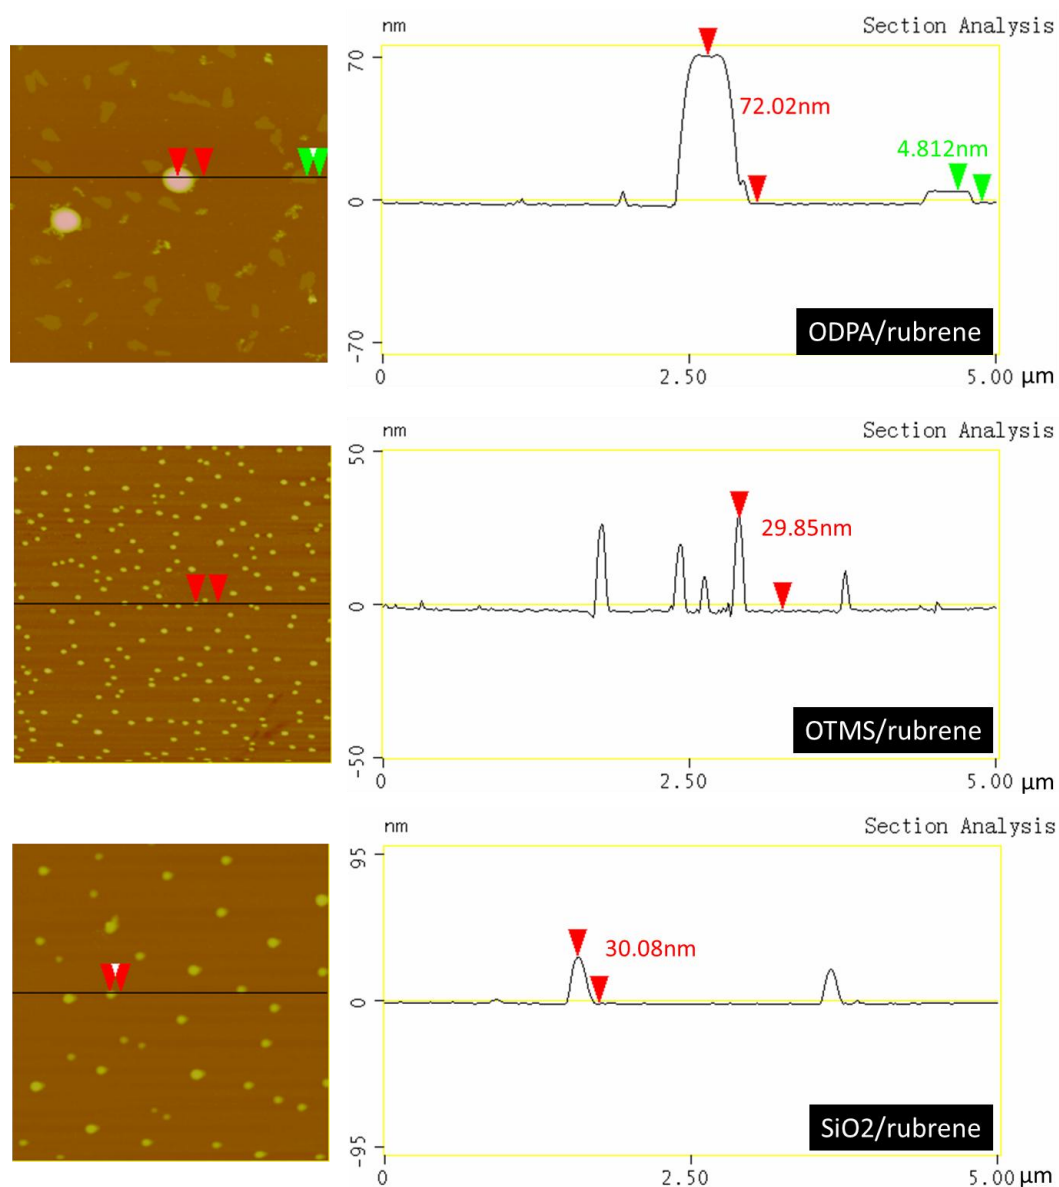 nm Section Analysis
70
72.02nm
4.812nm
0
ODPA/rubrene
-70
0 2.50 5.00 μm
nm Section Analysis
50
29.85nm
0
OTMS/rubrene
-50
0 2.50 5.00 μm
nm Section Analysis
95
30.08nm
0
SiO2/rubrene
-95
0 2.50 5.00 μm